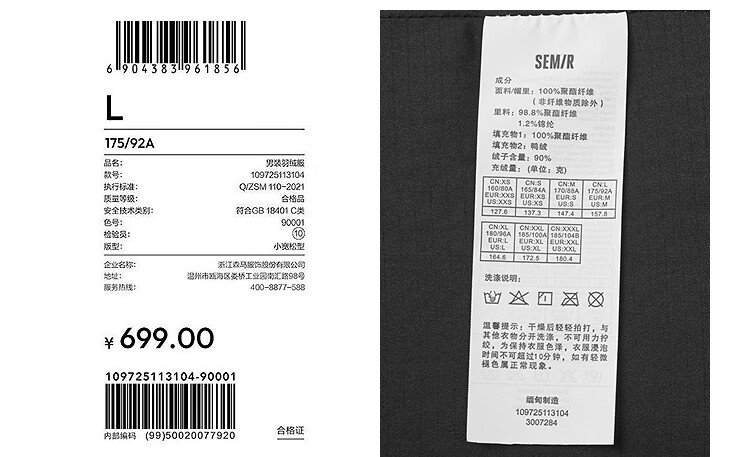 6 904383 961856
L
175/92A
品名: 男装羽绒服
款号: 109725113104
执行标准: Q/ZSM 110-2021
质量等级: 合格品
安全技术类别: 符合GB 18401 C类
色号: 90001
检验员: 10
版型: 小宽松型
企业名称: 浙江森马服饰股份有限公司
地址: 温州市瓯海区娄桥工业园南汇路98号
服务热线: 400-8877-588
¥ 699.00
109725113104-90001
内部编码 (99)50020077920
合格证
SEMIR
成分
面料/帽里: 100%聚酯纤维
(非纤维物质除外)
里料: 98.8%聚酯纤维
1.2%锦纶
填充物1: 100%聚酯纤维
填充物2: 鸭绒
绒子含量: 90%
充绒量: (单位: 克)
CN:XS CN:S CN:M CN:L
160/80A 165/84A 170/88A 175/92A
EUR:XXS EUR:XS EUR:S EUR:M
US:XXS US:XS US:S US:M
127.6 137.3 147.4 157.8
CN:XL CN:XXL CN:XXXL
180/96A 185/100A 185/104B
EUR:L EUR:XL EUR:XXL
US:L US:XL US:XXL
164.6 172.5 180.4
洗涤说明:
温馨提示: 干燥后轻轻拍打, 与
其他衣物分开洗涤, 不可用力拧
绞, 为保持衣服色泽, 衣服浸泡
时间不可超过10分钟, 如有轻微
褪色属正常现象。
缅甸制造
109725113104
3007284